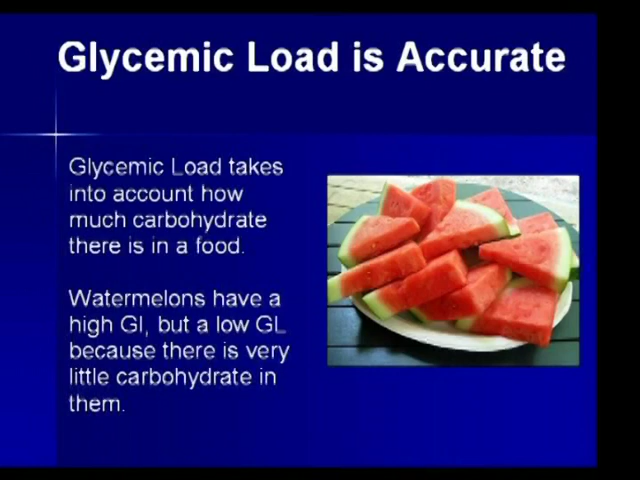 Glycemic Load is Accurate
Glycemic Load takes
into account how
much carbohydrate
there is in a food.
Watermelons have a
high GI, but a low GL
because there is very
little carbohydrate in
them.